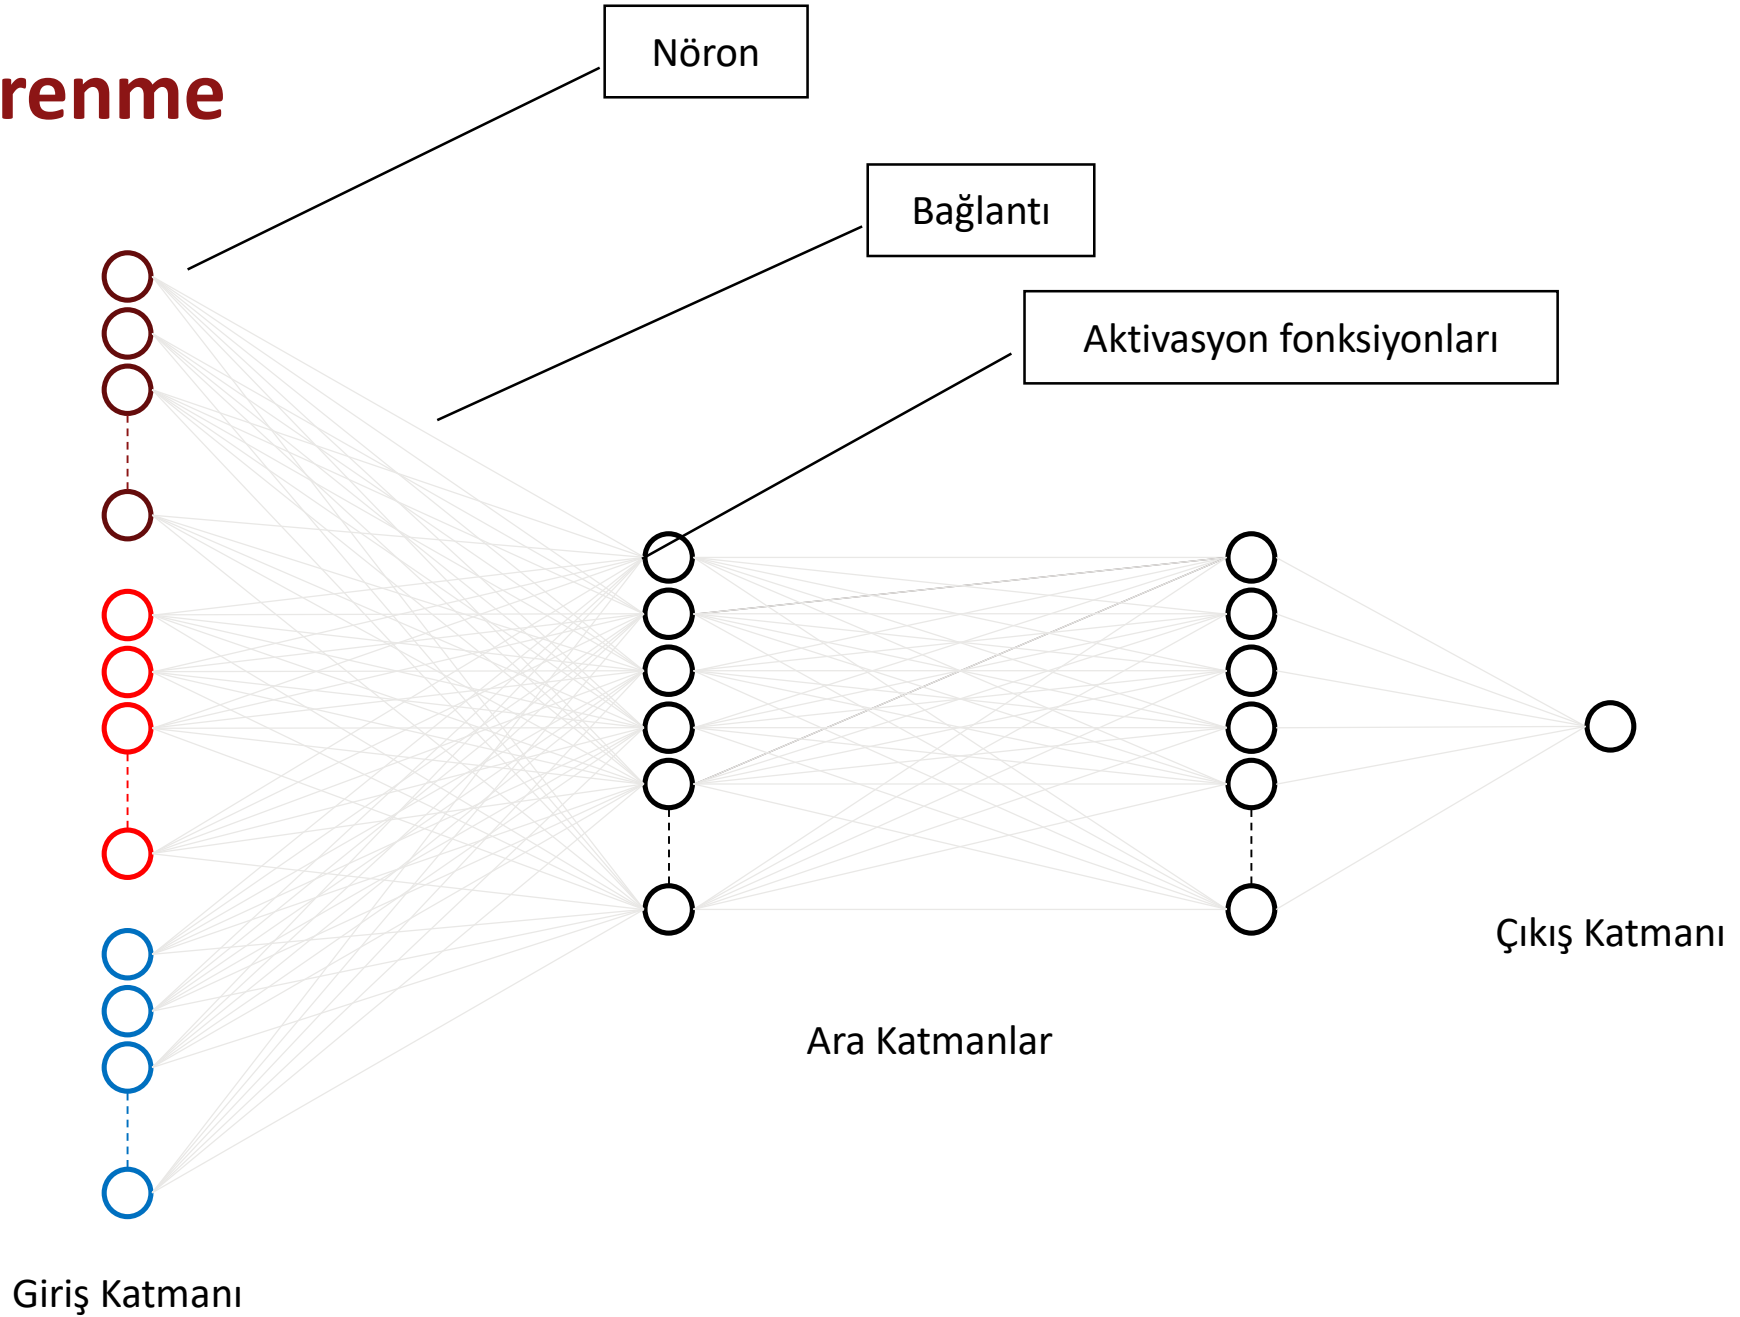 renme
Nöron
Bağlantı
Aktivasyon fonksiyonları
Çıkış Katmanı
Ara Katmanlar
Giriş Katmanı